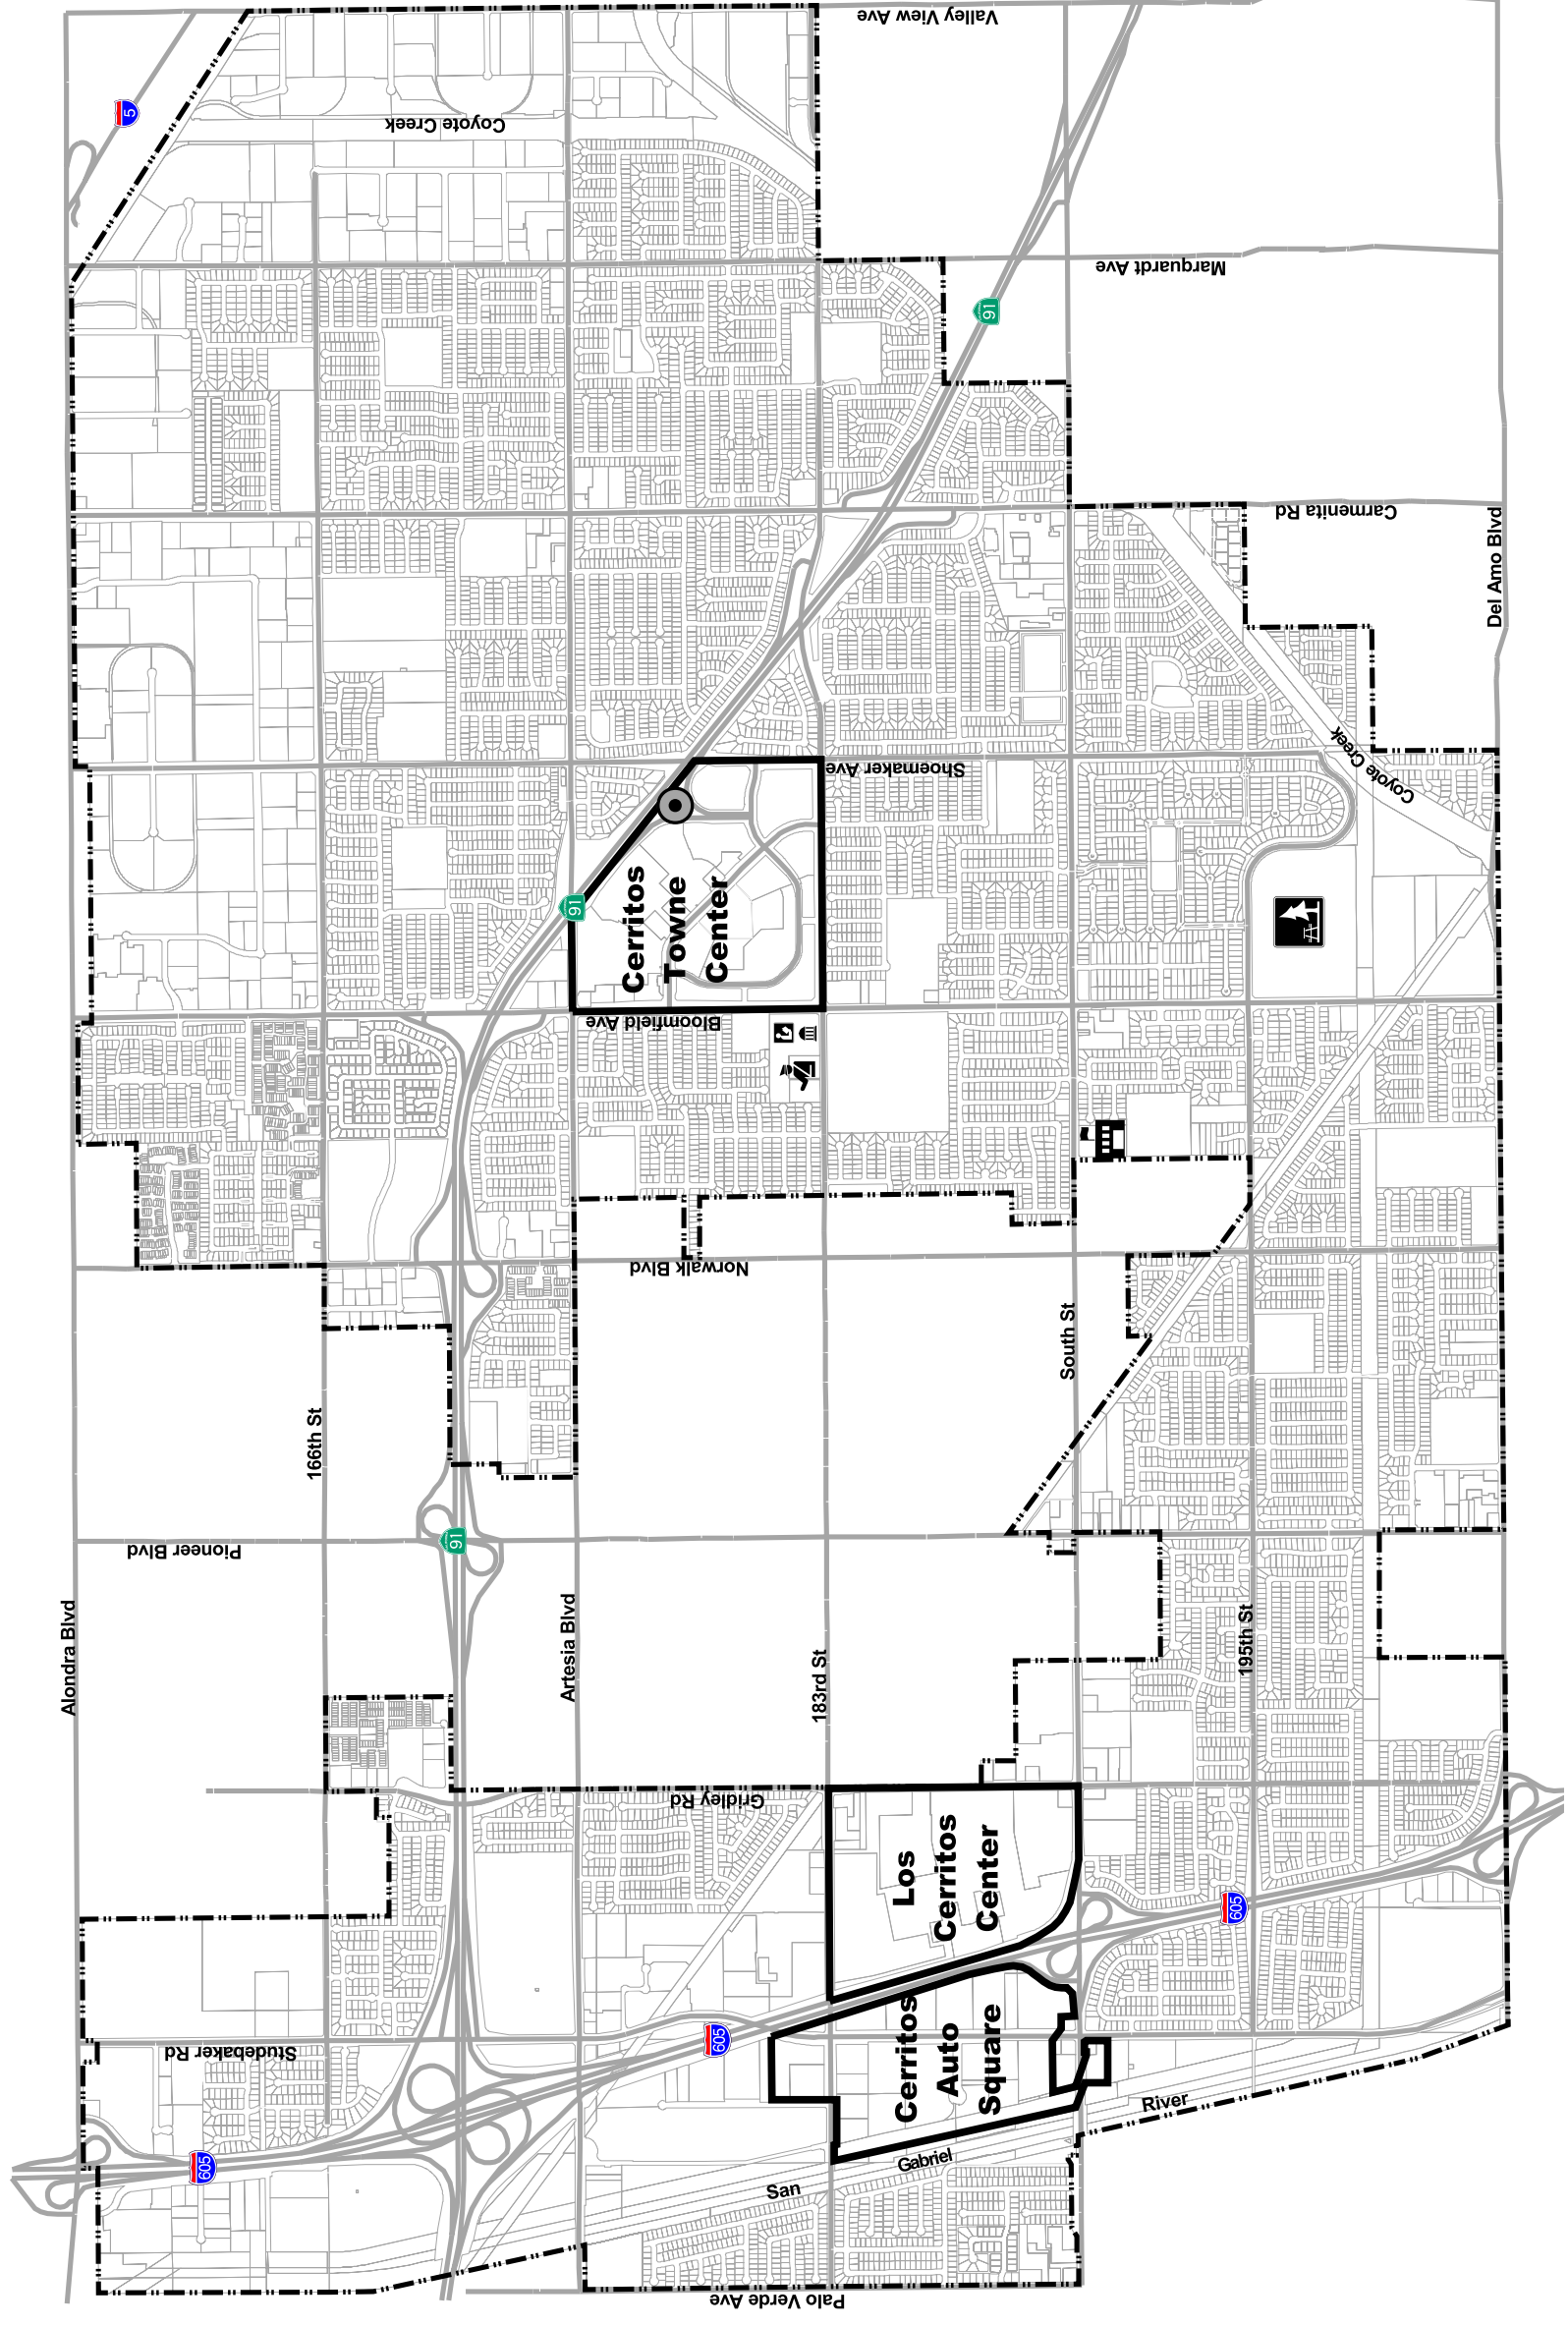 Valley View Ave
5
Coyote Creek
Marquardt Ave
91
Carmenita Rd
Del Amo Blvd
Shoemaker Ave
Coyote Creek
91
Cerritos
Towne
Center
Bloomfield Ave
Norwalk Blvd
South St
166th St
91
Pioneer Blvd
Alondra Blvd
Artesia Blvd
183rd St
195th St
Gridley Rd
Los
Cerritos
Center
605
Cerritos
Auto
Square
605
Studebaker Rd
605
San
Gabriel
River
Palo Verde Ave